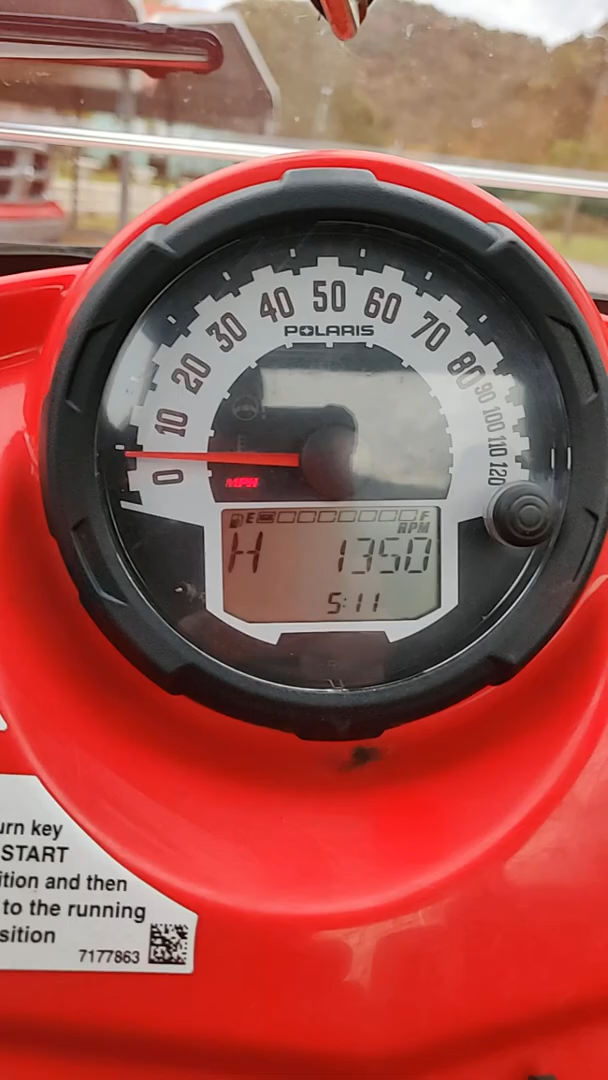 0 10 20 30 40 50 60 70 80 90 100 110 120
POLARIS
MPH
E F
RPM
H 1350
5:11
urn key
START
ition and then
to the running
sition
7177863